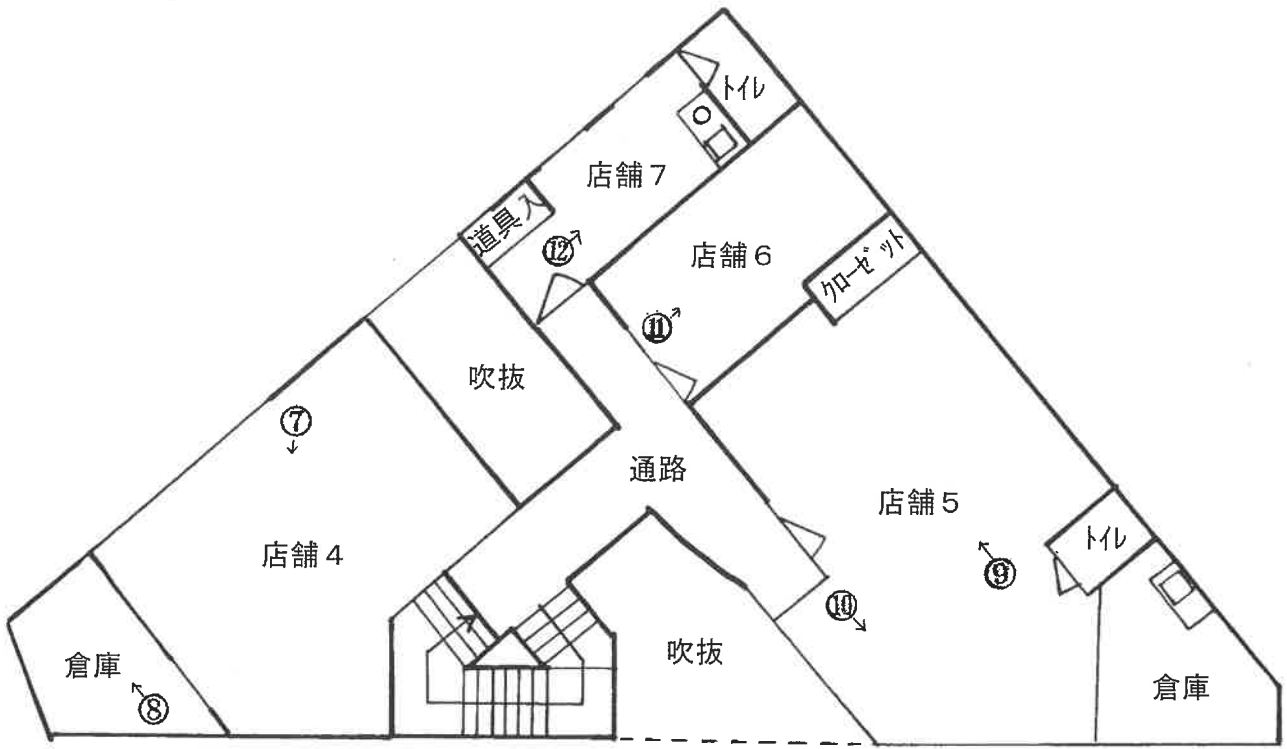 トイレ
店舗７
道具入
⑫
店舗６
クローゼット
⑪
吹抜
⑦
通路
店舗５
店舗４
トイレ
⑨
⑩
吹抜
倉庫
⑧
倉庫